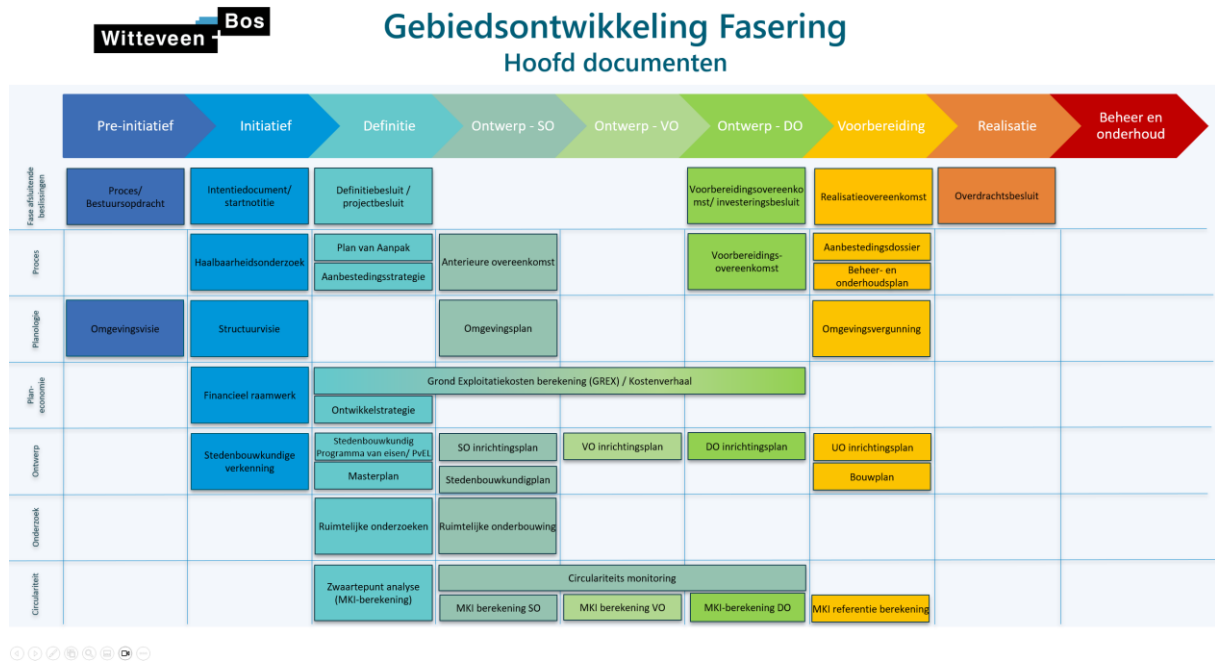 Witteveen + Bos
Gebiedsontwikkeling Fasering
Hoofd documenten
Pre-initiatief
Initiatief
Definitie
Ontwerp - SO
Ontwerp - VO
Ontwerp - DO
Voorbereiding
Realisatie
Beheer en
onderhoud
Fase afsluitende
beslissingen
Proces/
Bestuursopdracht
Intentiedocument/
startnotitie
Definitiebesluit /
projectbesluit
Voorbereidingsovereenko
mst/ investeringsbesluit
Realisatieovereenkomst
Overdrachtsbesluit
Proces
Haalbaarheidsonderzoek
Plan van Aanpak
Aanbestedingsstrategie
Anterieure overeenkomst
Voorbereidings-
overeenkomst
Aanbestedingsdossier
Beheer- en
onderhoudsplan
Planologie
Omgevingsvisie
Structuurvisie
Omgevingsplan
Omgevingsvergunning
Plan-
economie
Financieel raamwerk
Grond Exploitatiekosten berekening (GREX) / Kostenverhaal
Ontwikkelstrategie
Ontwerp
Stedenbouwkundige
verkenning
Stedenbouwkundig
Programma van eisen/ PvEL
Masterplan
SO inrichtingsplan
Stedenbouwkundigplan
VO inrichtingsplan
DO inrichtingsplan
UO inrichtingsplan
Bouwplan
Onderzoek
Ruimtelijke onderzoeken
Ruimtelijke onderbouwing
Circulariteit
Zwaartepunt analyse
(MKI-berekening)
Circulariteits monitoring
MKI berekening SO
MKI berekening VO
MKI-berekening DO
MKI referentie berekening